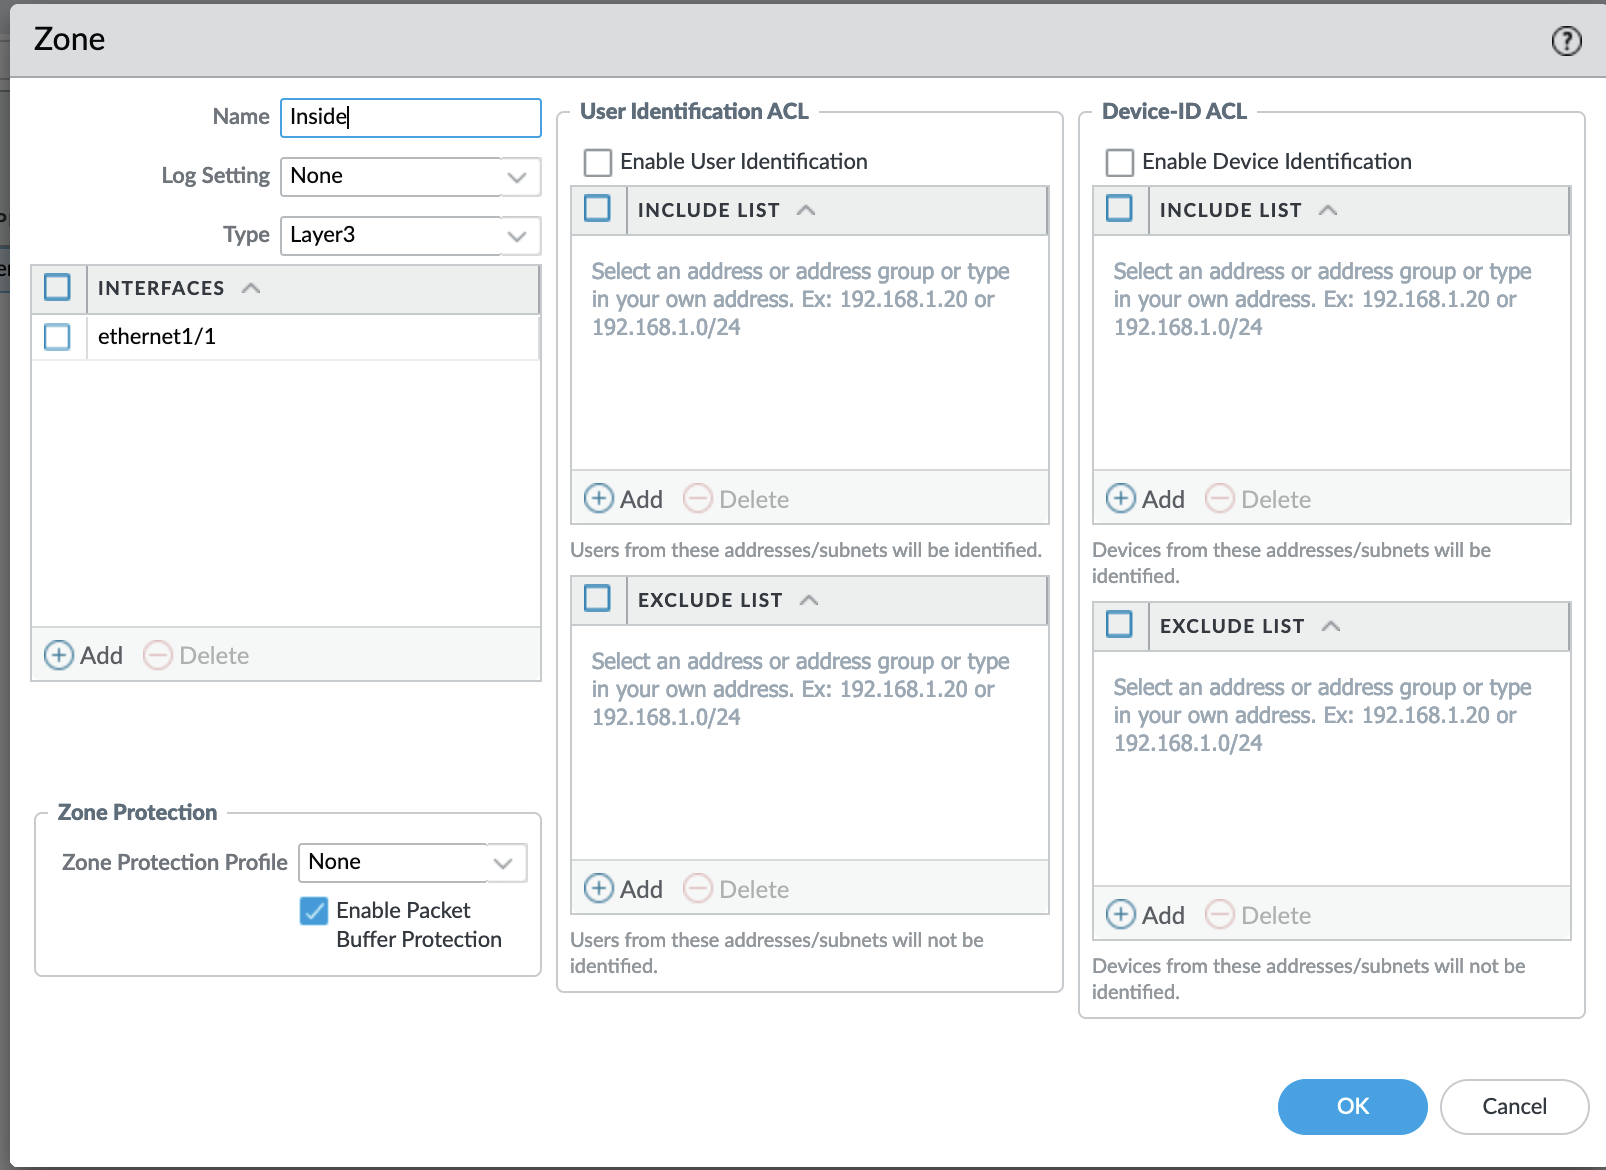 Zone
Name
Inside
Log Setting
None
Type
Layer3
INTERFACES
ethernet1/1
Add
Delete
Zone Protection
Zone Protection Profile
None
Enable Packet
Buffer Protection
User Identification ACL
Enable User Identification
INCLUDE LIST
Select an address or address group or type
in your own address. Ex: 192.168.1.20 or
192.168.1.0/24
Add
Delete
Users from these addresses/subnets will be identified.
EXCLUDE LIST
Select an address or address group or type
in your own address. Ex: 192.168.1.20 or
192.168.1.0/24
Add
Delete
Users from these addresses/subnets will not be
identified.
Device-ID ACL
Enable Device Identification
INCLUDE LIST
Select an address or address group or type
in your own address. Ex: 192.168.1.20 or
192.168.1.0/24
Add
Delete
Devices from these addresses/subnets will be
identified.
EXCLUDE LIST
Select an address or address group or type
in your own address. Ex: 192.168.1.20 or
192.168.1.0/24
Add
Delete
Devices from these addresses/subnets will not be
identified.
OK
Cancel